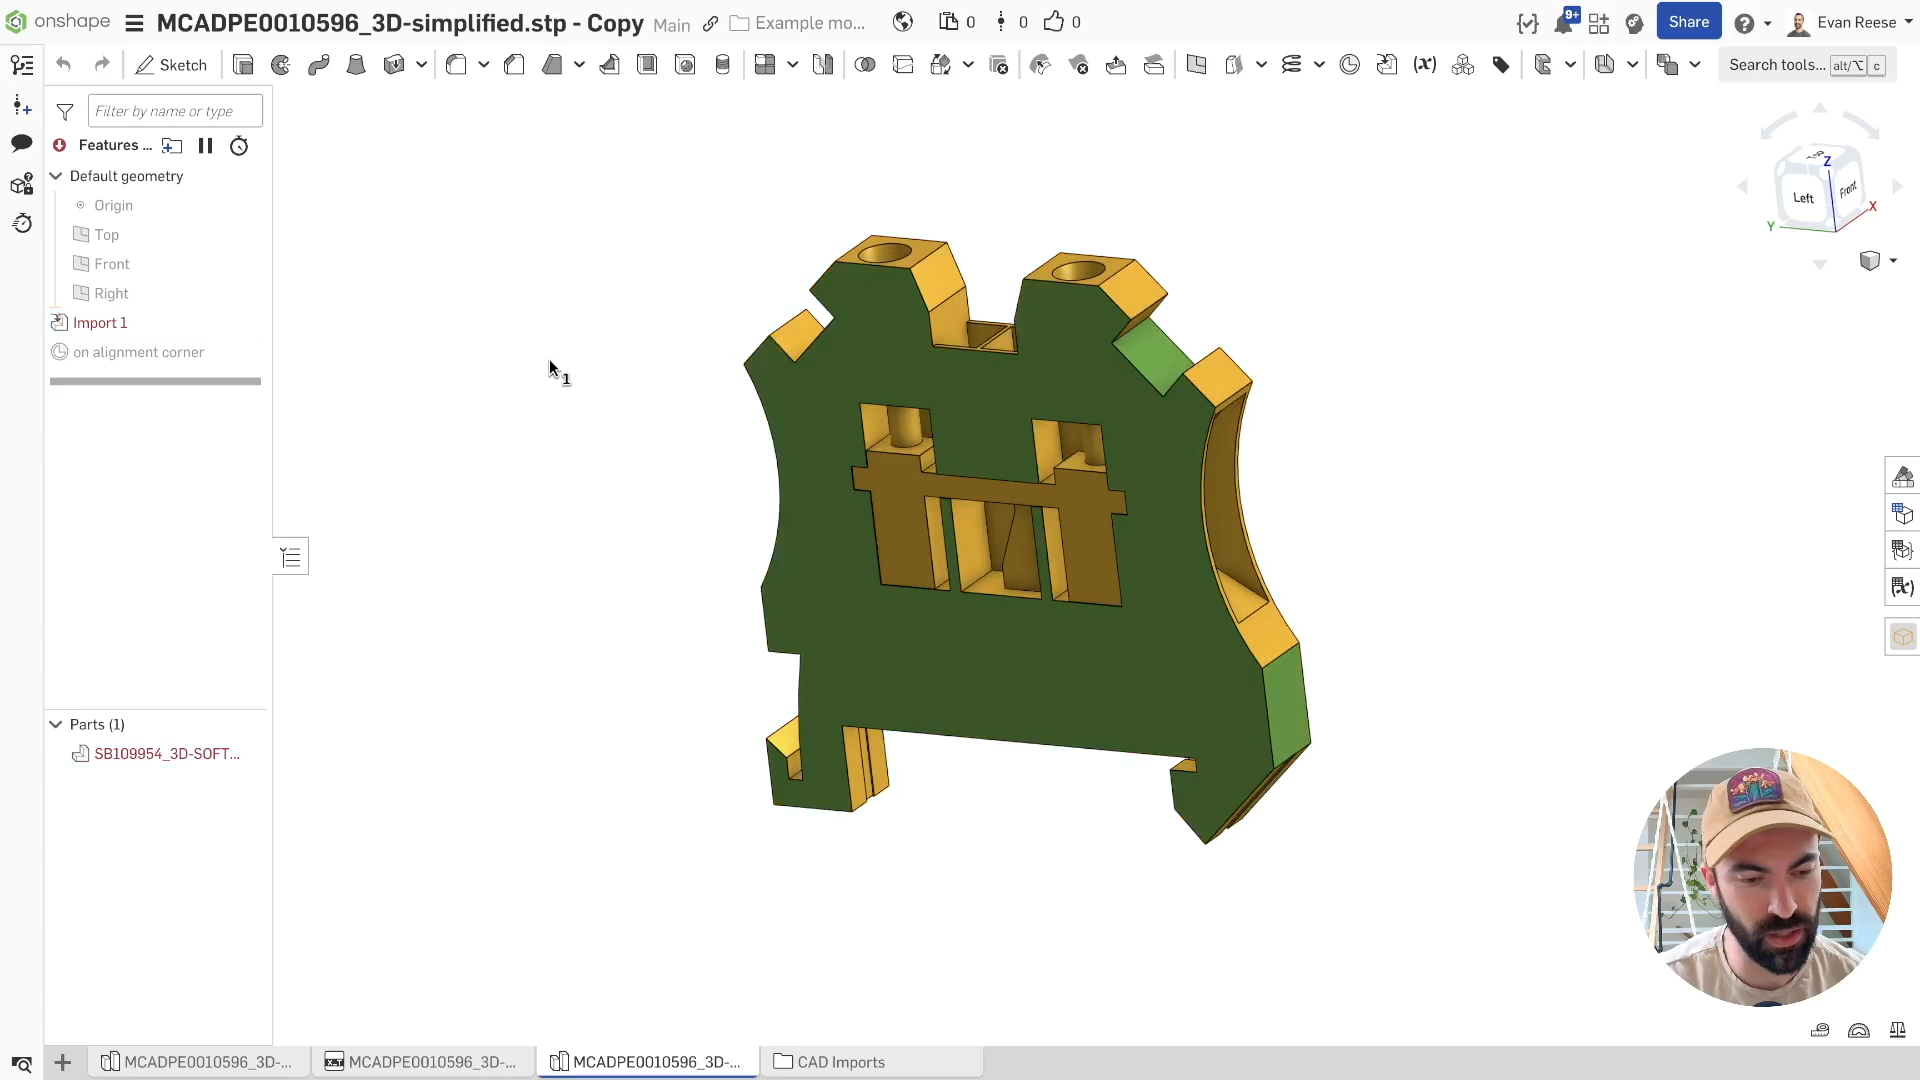 onshape
MCADPE0010596_3D-simplified.stp - Copy
Main
Example mo...
0
0
0
9+
Share
Evan Reese
Sketch
Search tools...
alt/⌥
c
Filter by name or type
Features ...
Default geometry
Origin
Top
Front
Right
Import 1
on alignment corner
1
Z
Left
Front
X
Y
(x)
(x)
Parts (1)
SB109954_3D-SOFT...
MCADPE0010596_3D-...
X_T
MCADPE0010596_3D-...
MCADPE0010596_3D-...
CAD Imports